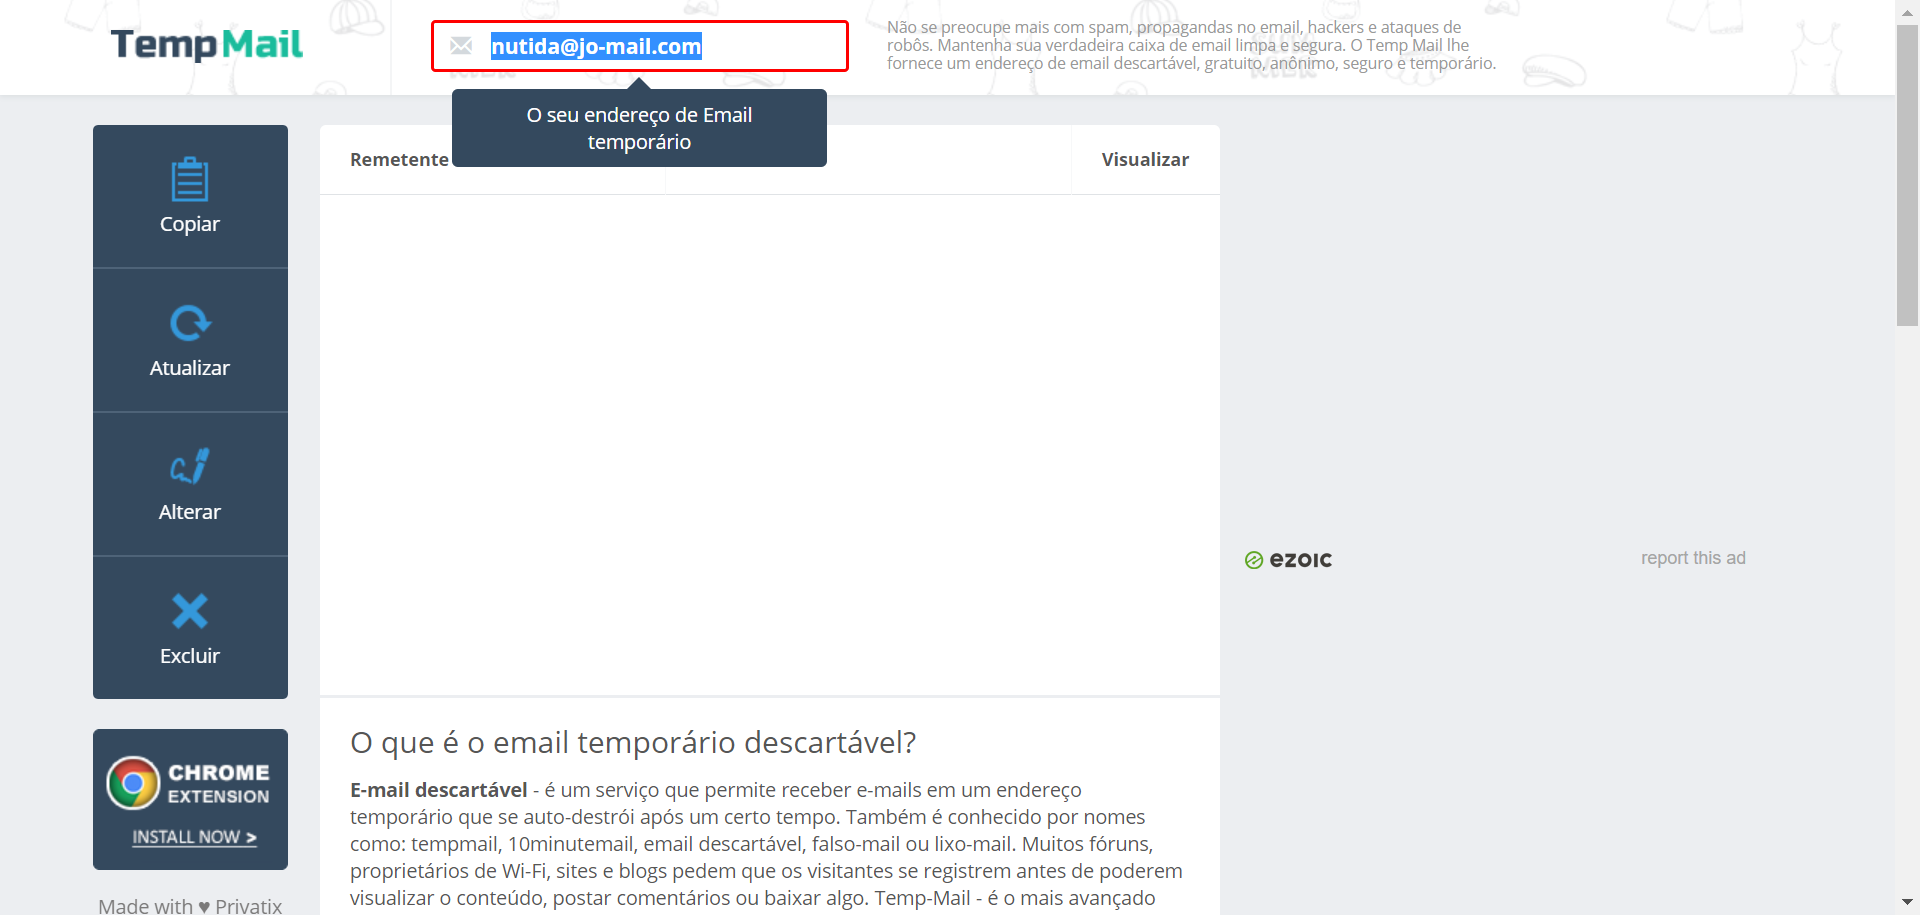 TempMail
nutida@jo-mail.com
Não se preocupe mais com spam, propagandas no email, hackers e ataques de
robôs. Mantenha sua verdadeira caixa de email limpa e segura. O Temp Mail lhe
fornece um endereço de email descartável, gratuito, anônimo, seguro e temporário.
O seu endereço de Email
temporário
Remetente
Visualizar
Copiar
Atualizar
Alterar
Excluir
ezoic
report this ad
CHROME
EXTENSION
INSTALL NOW >
Made with ♥ Privatix
O que é o email temporário descartável?
E-mail descartável - é um serviço que permite receber e-mails em um endereço
temporário que se auto-destrói após um certo tempo. Também é conhecido por nomes
como: tempmail, 10minutemail, email descartável, falso-mail ou lixo-mail. Muitos fóruns,
proprietários de Wi-Fi, sites e blogs pedem que os visitantes se registrem antes de poderem
visualizar o conteúdo, postar comentários ou baixar algo. Temp-Mail - é o mais avançado